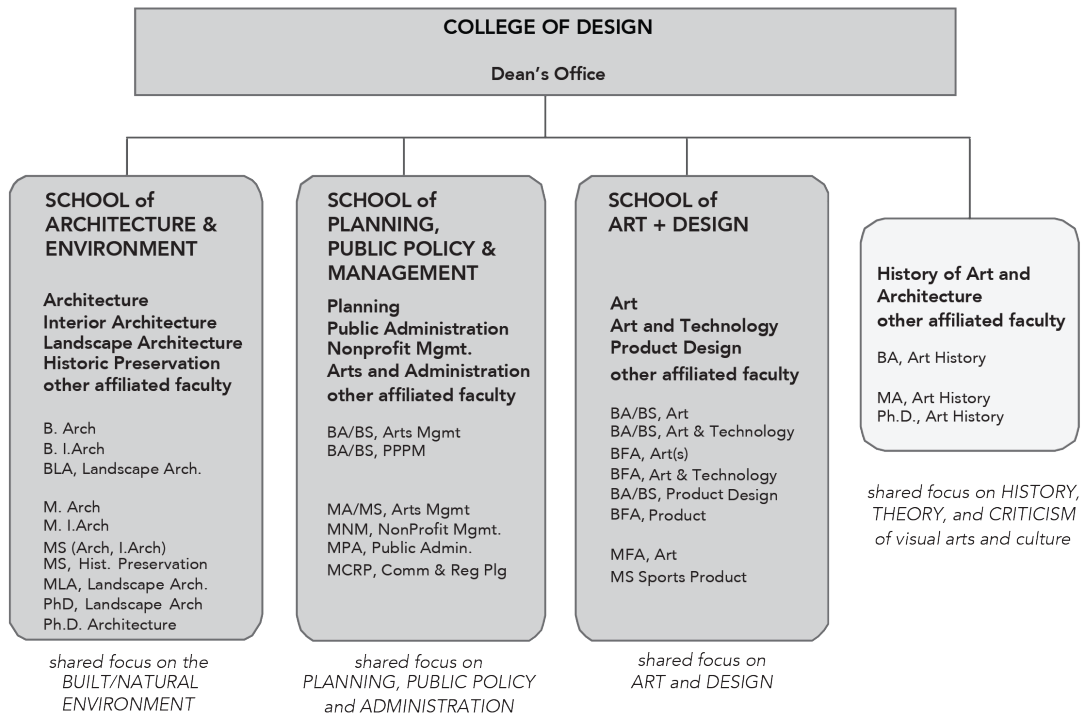 COLLEGE OF DESIGN
Dean's Office
SCHOOL of
ARCHITECTURE &
ENVIRONMENT
Architecture
Interior Architecture
Landscape Architecture
Historic Preservation
other affiliated faculty
B. Arch
B. I.Arch
BLA, Landscape Arch.
M. Arch
M. I.Arch
MS (Arch, I.Arch)
MS, Hist. Preservation
MLA, Landscape Arch.
PhD, Landscape Arch
Ph.D. Architecture
shared focus on the
BUILT/NATURAL
ENVIRONMENT
SCHOOL of
PLANNING,
PUBLIC POLICY &
MANAGEMENT
Planning
Public Administration
Nonprofit Mgmt.
Arts and Administration
other affiliated faculty
BA/BS, Arts Mgmt
BA/BS, PPPM
MA/MS, Arts Mgmt
MNM, NonProfit Mgmt.
MPA, Public Admin.
MCRP, Comm & Reg Plg
shared focus on
PLANNING, PUBLIC POLICY
and ADMINISTRATION
SCHOOL of
ART + DESIGN
Art
Art and Technology
Product Design
other affiliated faculty
BA/BS, Art
BA/BS, Art & Technology
BFA, Art(s)
BFA, Art & Technology
BA/BS, Product Design
BFA, Product
MFA, Art
MS Sports Product
shared focus on
ART and DESIGN
History of Art and
Architecture
other affiliated faculty
BA, Art History
MA, Art History
Ph.D., Art History
shared focus on HISTORY,
THEORY, and CRITICISM
of visual arts and culture